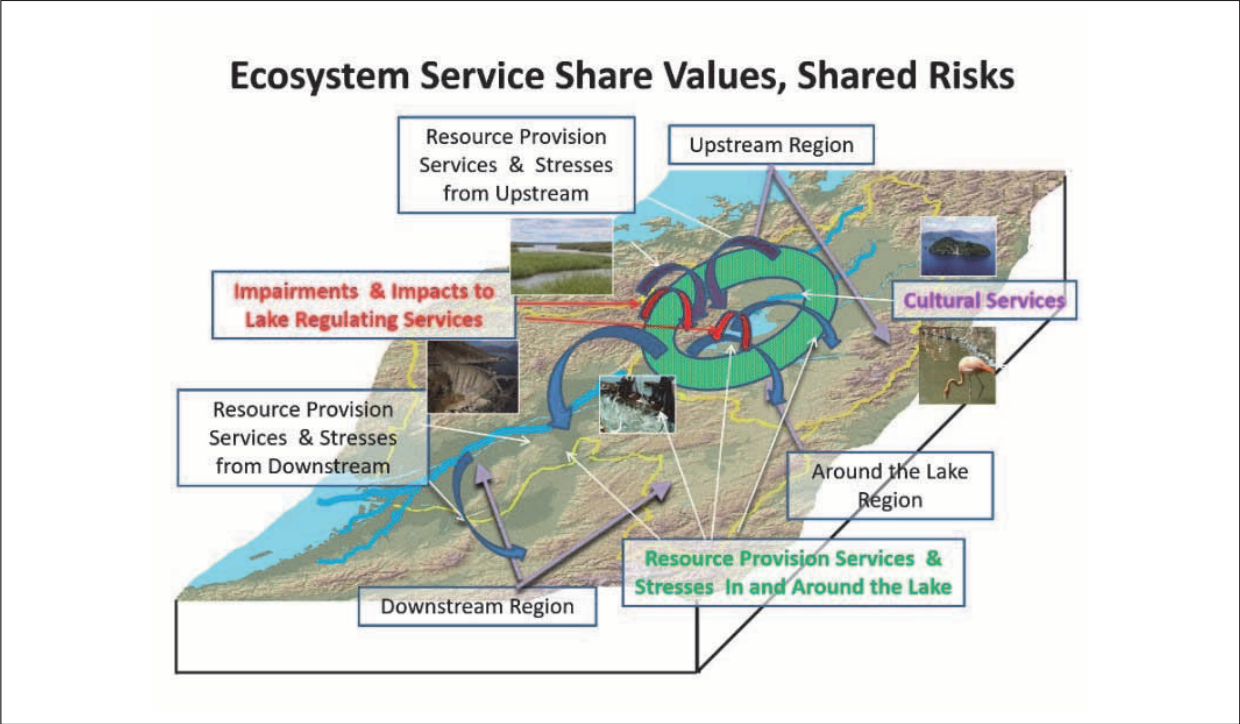 Ecosystem Service Share Values, Shared Risks
Resource Provision
Services & Stresses
from Upstream
Upstream Region
Impairments & Impacts to
Lake Regulating Services
Cultural Services
Resource Provision
Services & Stresses
from Downstream
Around the Lake
Region
Resource Provision Services &
Stresses In and Around the Lake
Downstream Region